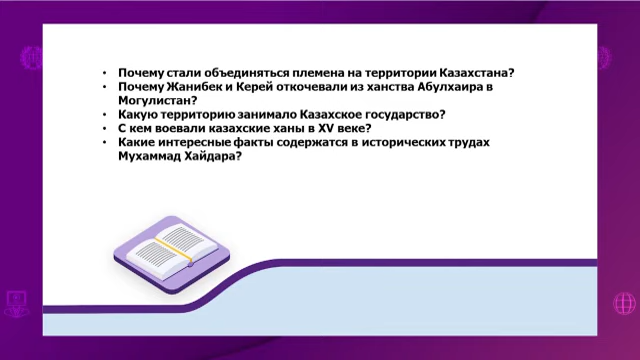 • Почему стали объединяться племена на территории Казахстана?
• Почему Жанибек и Керей откочевали из ханства Абулхаира в
Могулистан?
• Какую территорию занимало Казахское государство?
• С кем воевали казахские ханы в XV веке?
• Какие интересные факты содержатся в исторических трудах
Мухаммад Хайдара?